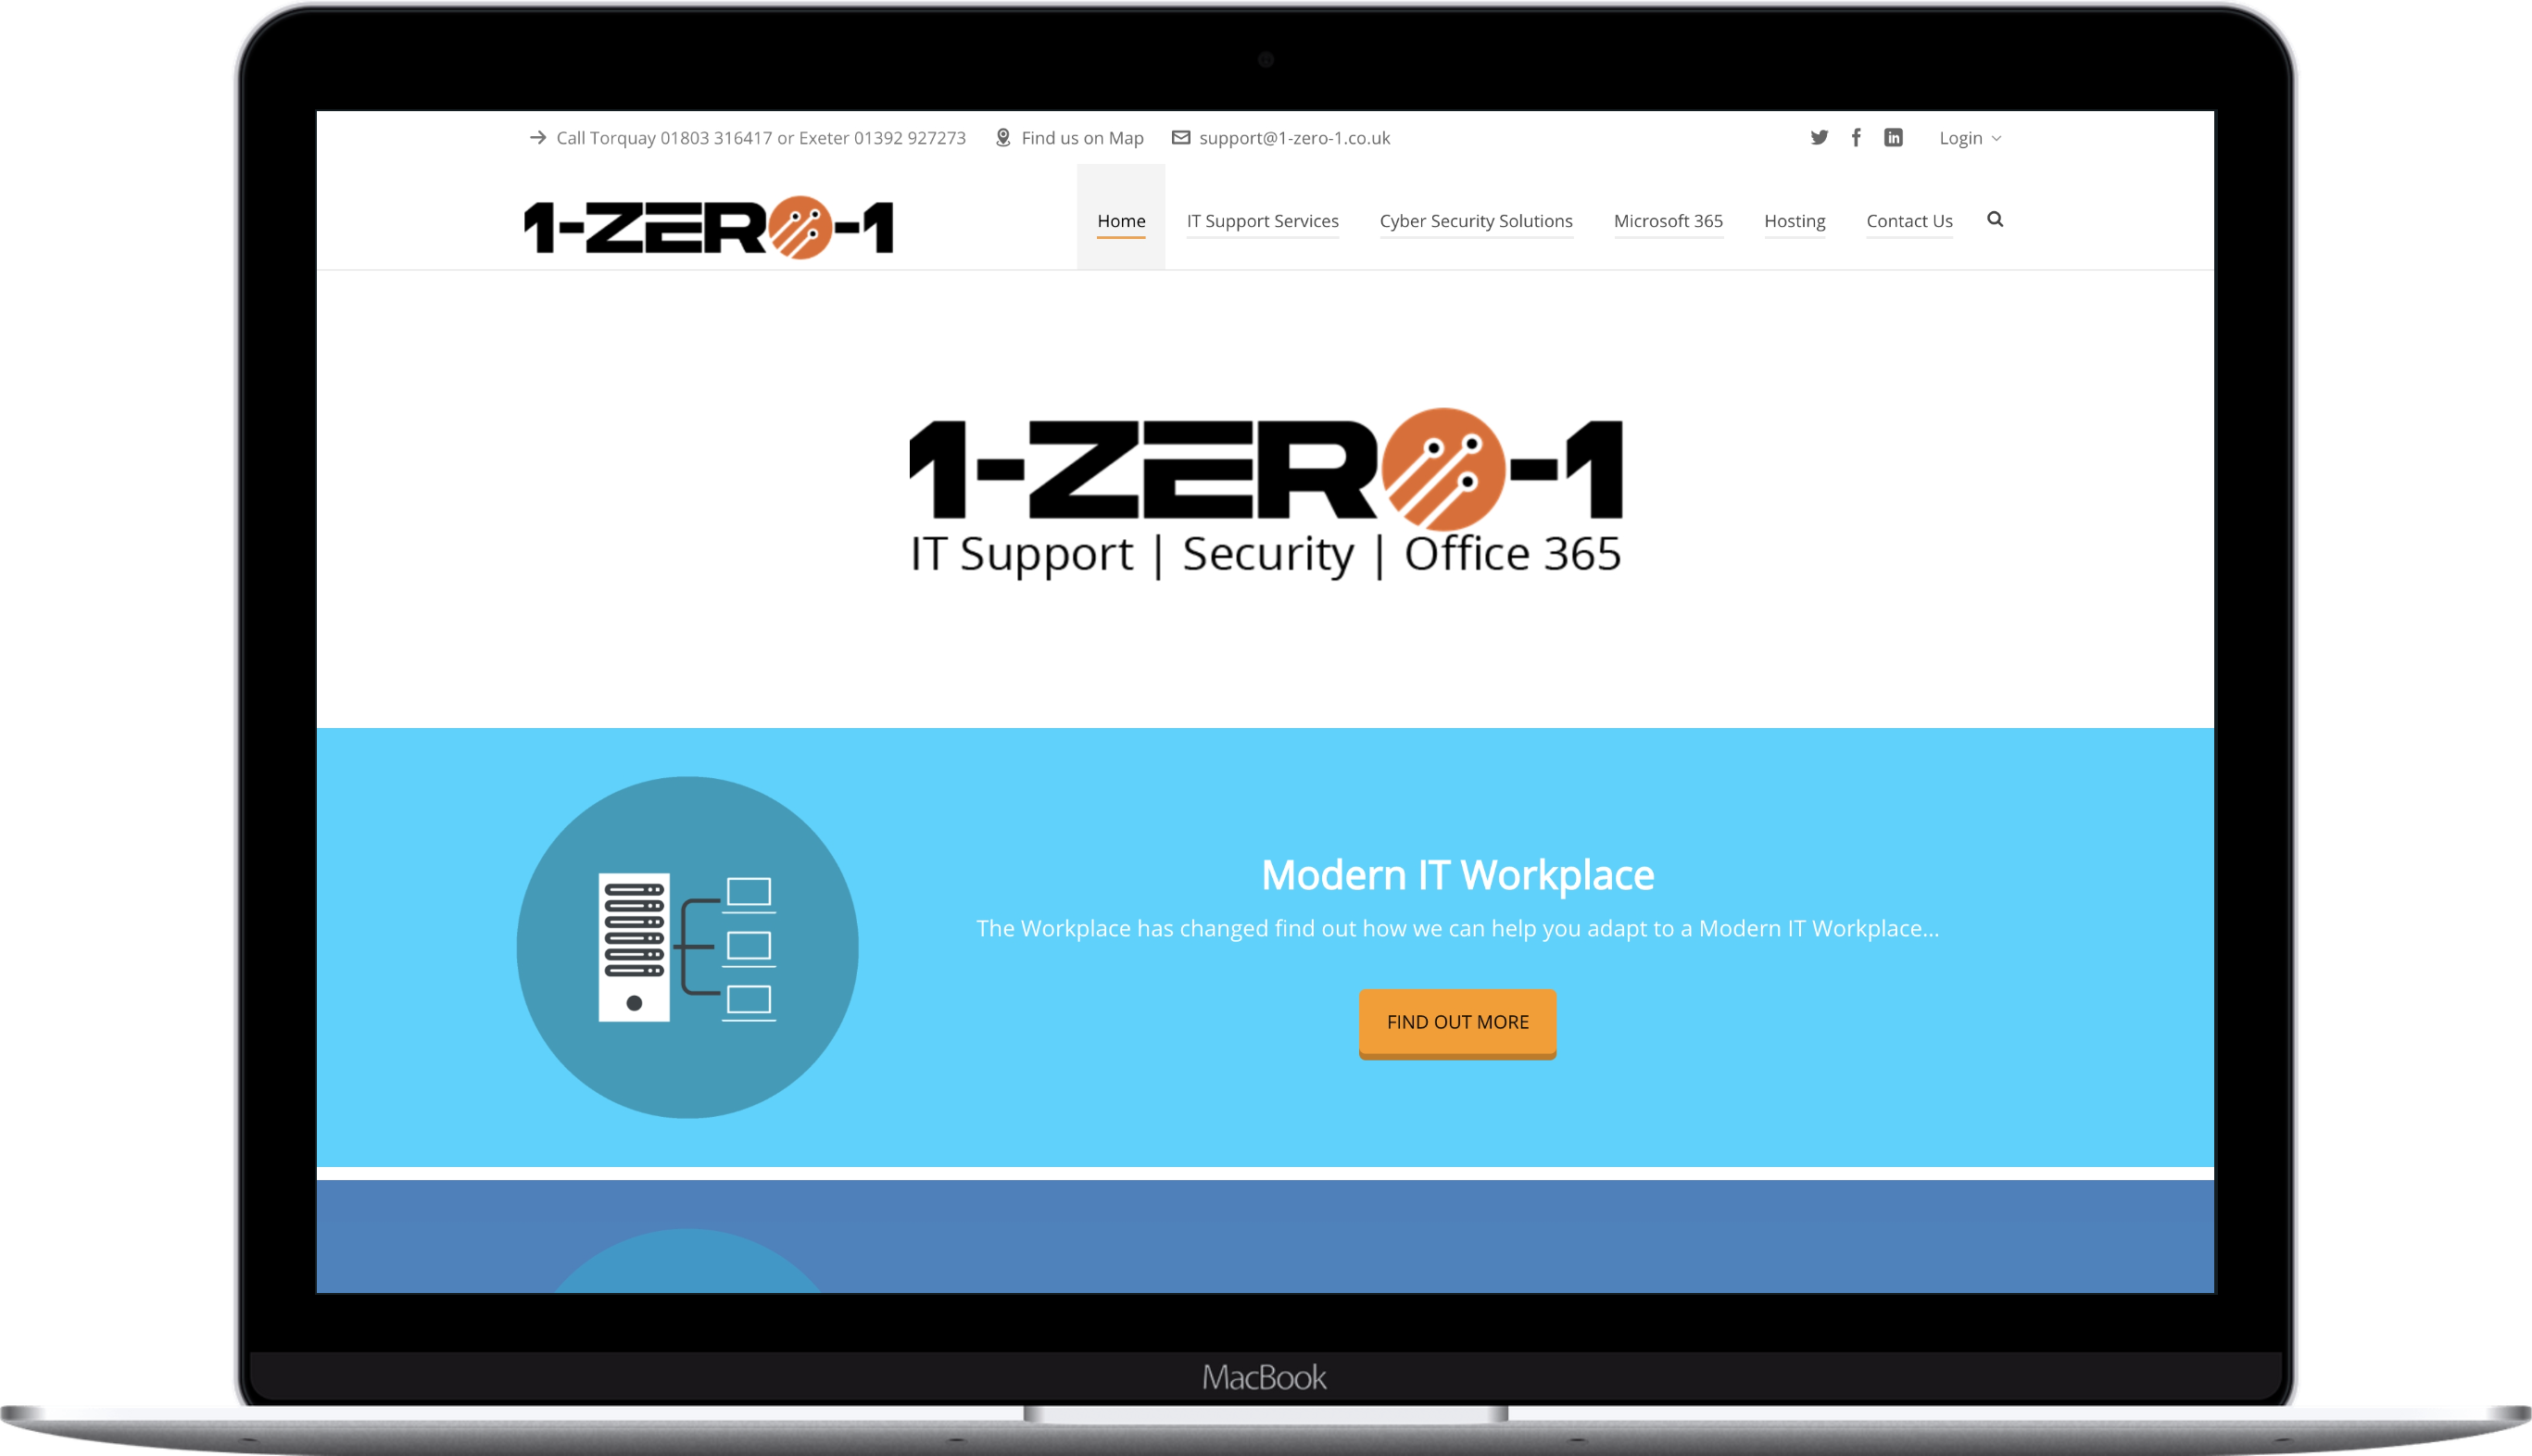 Call Torquay 01803 316417 or Exeter 01392 927273 Find us on Map support@1-zero-1.co.uk Login
1-ZERO-1 Home IT Support Services Cyber Security Solutions Microsoft 365 Hosting Contact Us
1-ZERO-1
IT Support | Security | Office 365
Modern IT Workplace
The Workplace has changed find out how we can help you adapt to a Modern IT Workplace...
FIND OUT MORE
MacBook